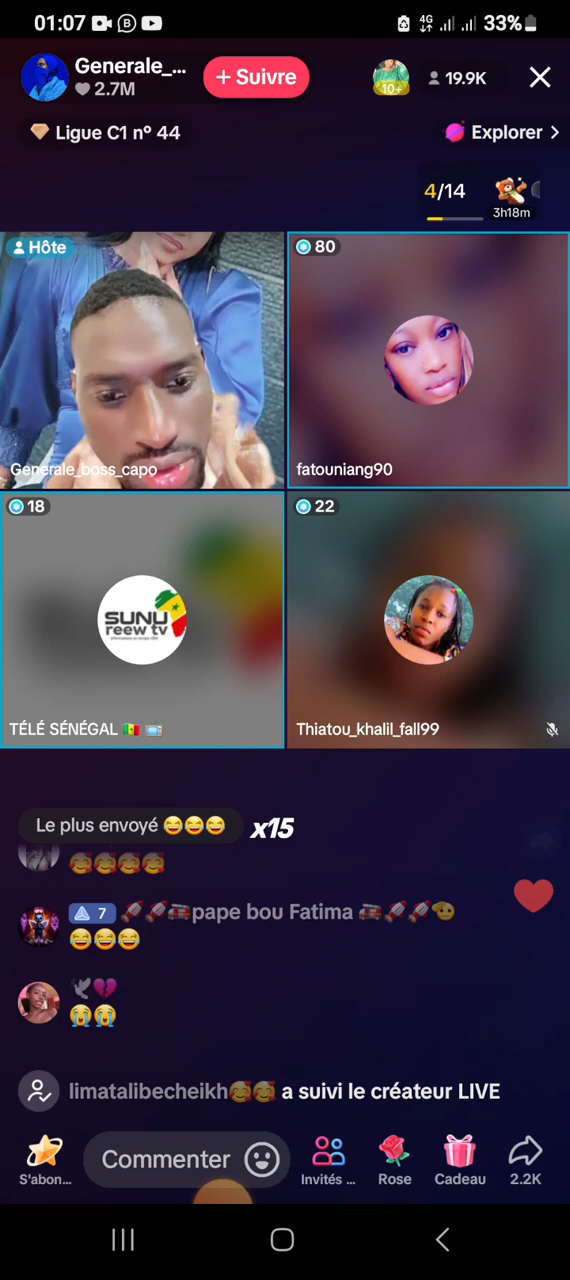 01:07
4G
33%
Generale_...
2.7M
+ Suivre
10+
19.9K
Ligue C1 nº 44
Explorer
4/14
3h18m
Hôte
80
Generale_boss_capo
fatouniang90
18
22
SUNU
reew tv
TÉLÉ SÉNÉGAL 🇸🇳 📺
Thiatou_khalil_fall99
Le plus envoyé 😂😂😂 x15
🥰🥰🥰🥰
7 🚀🚀🚒pape bou Fatima 🚒🚀🚀🫡
😂😂😂
🕊💔
😭😭
limatalibecheikh🥰🥰 a suivi le créateur LIVE
S'abon...
Commenter
Invités ...
Rose
Cadeau
2.2K